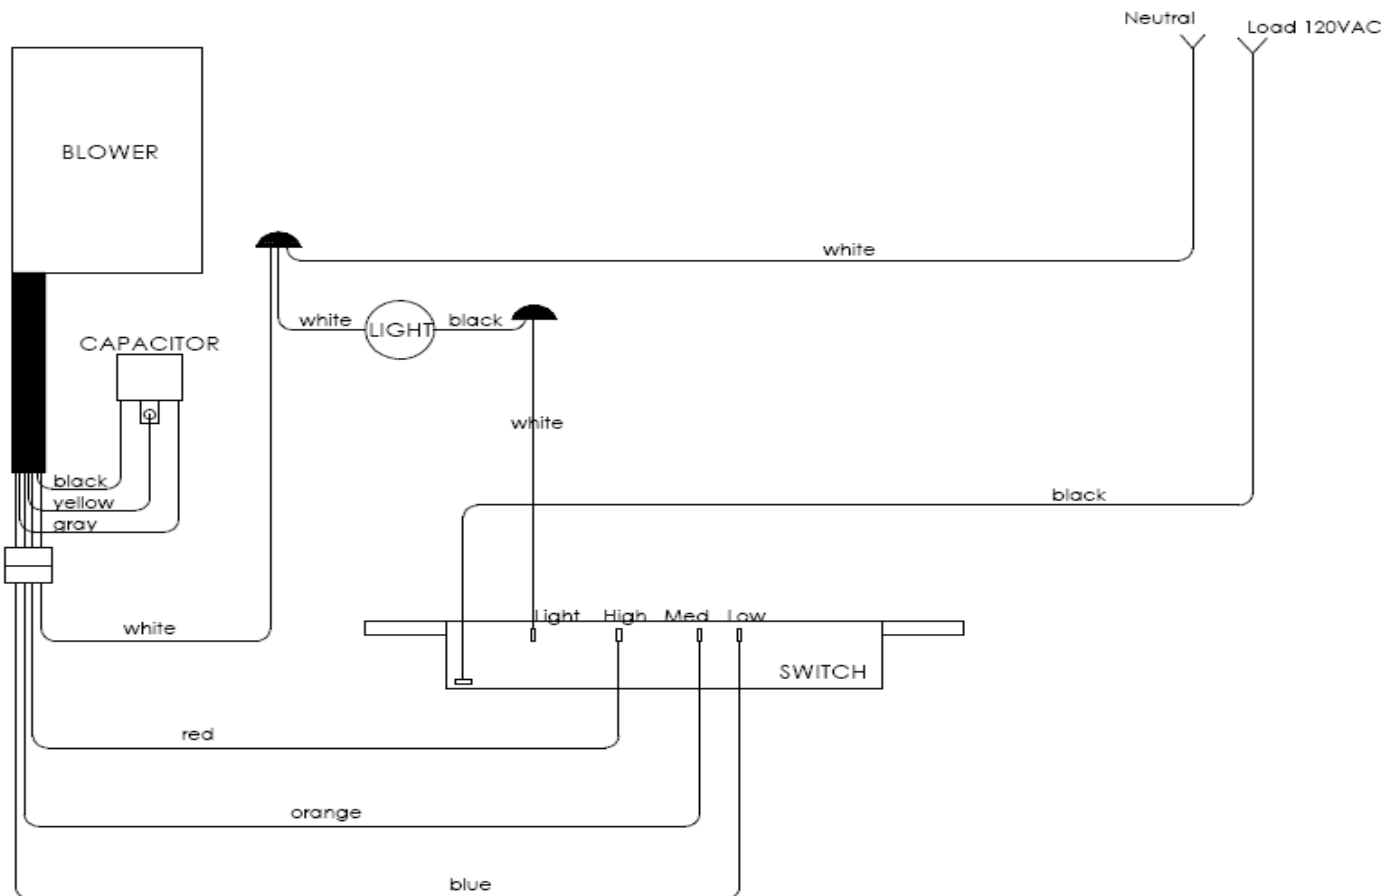 Neutral
Load 120VAC
BLOWER
white
white
LIGHT
black
CAPACITOR
white
black
yellow
gray
black
white
Light High Med Low
SWITCH
red
orange
blue